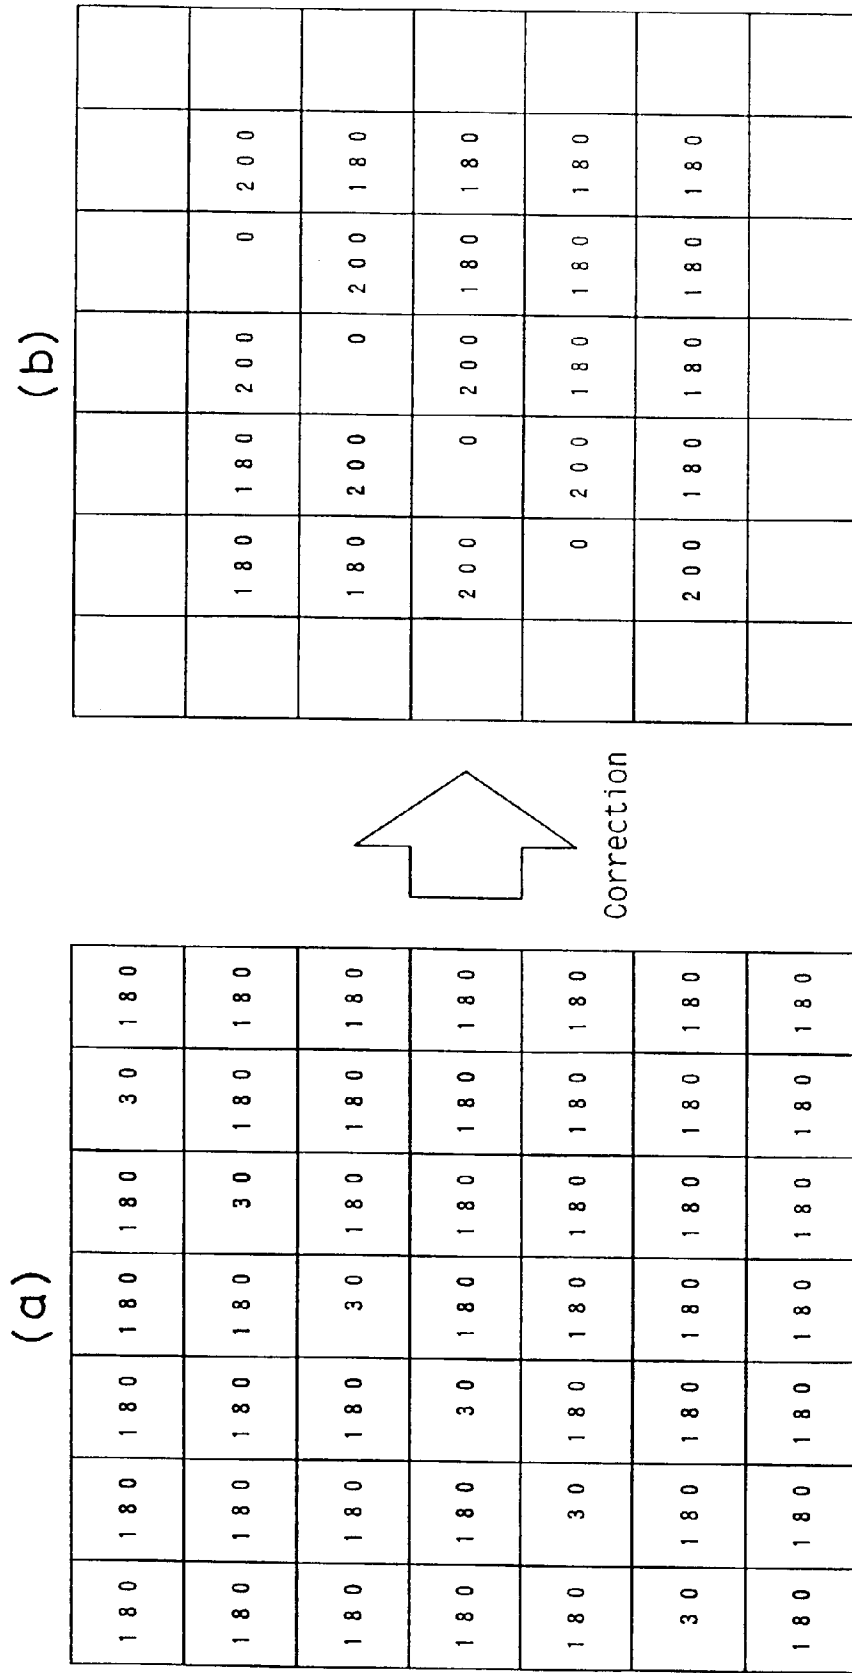 (a)
180 180 180 180 180 30 180
180 180 180 180 30 180 180
180 180 180 30 180 180 180
180 180 30 180 180 180 180
180 30 180 180 180 180 180
30 180 180 180 180 180 180
180 180 180 180 180 180 180
Correction
(b)
180 180 200 0 200
180 200 0 200 180
200 0 200 180 180
0 200 180 180 180
200 180 180 180 180